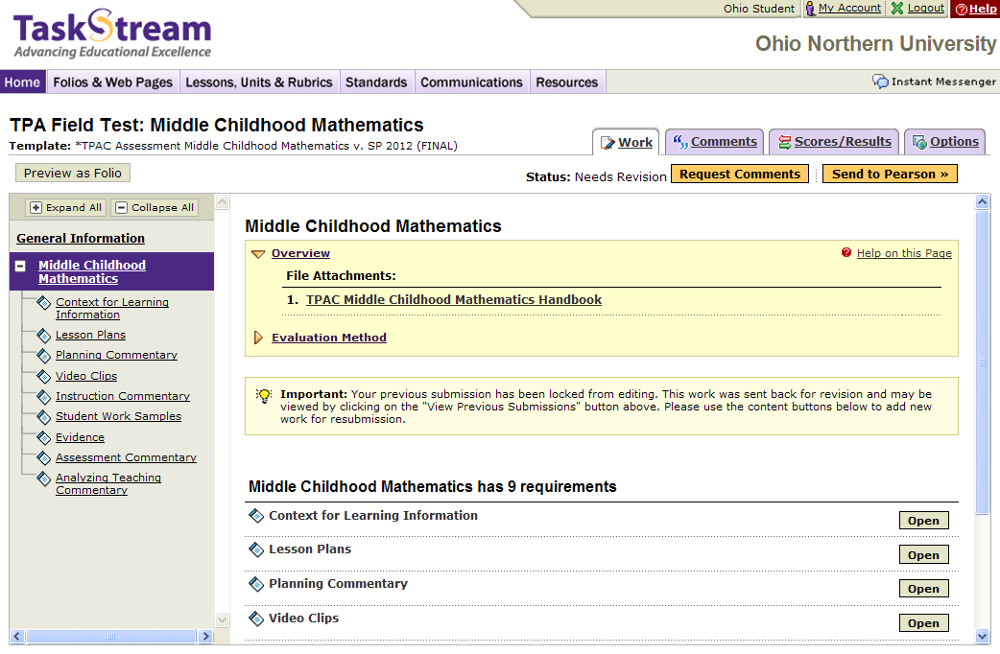 TaskStream
Advancing Educational Excellence
Ohio Student
My Account
Logout
Help
Ohio Northern University
Home
Folios & Web Pages
Lessons, Units & Rubrics
Standards
Communications
Resources
Instant Messenger
TPA Field Test: Middle Childhood Mathematics
Template: *TPAC Assessment Middle Childhood Mathematics v. SP 2012 (FINAL)
Work
Comments
Scores/Results
Options
Preview as Folio
Status: Needs Revision
Request Comments
Send to Pearson »
Expand All
Collapse All
General Information
Middle Childhood
Mathematics
Context for Learning
Information
Lesson Plans
Planning Commentary
Video Clips
Instruction Commentary
Student Work Samples
Evidence
Assessment Commentary
Analyzing Teaching
Commentary
Middle Childhood Mathematics
Overview
Help on this Page
File Attachments:
1. TPAC Middle Childhood Mathematics Handbook
Evaluation Method
Important: Your previous submission has been locked from editing. This work was sent back for revision and may be
viewed by clicking on the "View Previous Submissions" button above. Please use the content buttons below to add new
work for resubmission.
Middle Childhood Mathematics has 9 requirements
Context for Learning Information
Open
Lesson Plans
Open
Planning Commentary
Open
Video Clips
Open